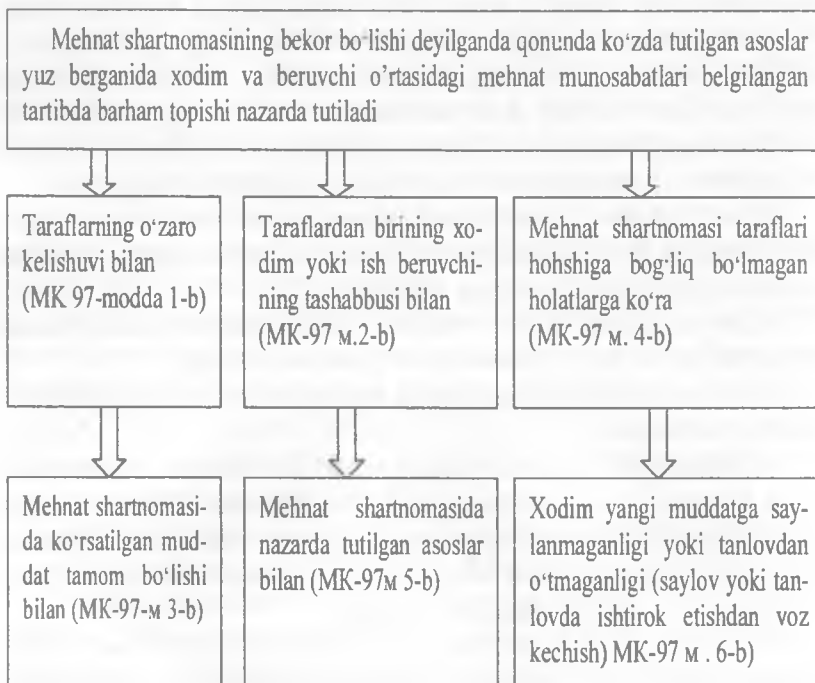 Mehnat shartnomasining bekor bo‘lishi deyilganda qonunda ko‘zda tutilgan asoslar
yuz berganida xodim va beruvchi o’rtasidagi mehnat munosabatlari belgilangan
tartibda barham topishi nazarda tutiladi
Taraflarning o‘zaro
kelishuvi bilan
(MK 97-modda 1-b)
Taraflardan birining xo-
dim yoki ish beruvchi-
ning tashabbusi bilan
(MK-97 м.2-b)
Mehnat shartnomasi taraflari
hohshiga bog‘liq bo‘lmagan
holatlarga ko‘ra
(MK-97 м. 4-b)
Mehnat shartnomasi-
da ko‘rsatilgan mud-
dat tamom bo‘lishi
bilan (MK-97-м 3-b)
Mehnat shartnomasida
nazarda tutilgan asoslar
bilan (MK-97м 5-b)
Xodim yangi muddatga say-
lanmaganligi yoki tanlovdan
o‘tmaganligi (saylov yoki tan-
lovda ishtirok etishdan voz
kechish) MK-97 м . 6-b)